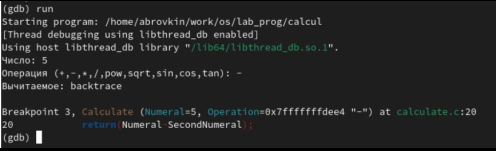 (gdb) run
Starting program: /home/abrovkin/work/os/lab_prog/calcul
[Thread debugging using libthread_db enabled]
Using host libthread_db library "/lib64/libthread_db.so.1".
Число: 5
Операция (+,-,*,/,pow,sqrt,sin,cos,tan): -
Вычитаемое: backtrace

Breakpoint 3, Calculate (Numeral=5, Operation=0x7fffffffdee4 "-") at calculate.c:20
20 return(Numeral-SecondNumeral);
(gdb)